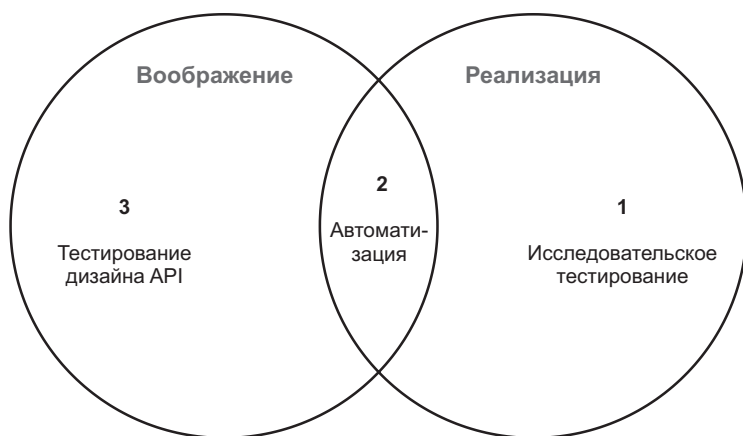 Воображение
Реализация
3
Тестирование
дизайна API
2
Автомати-
зация
1
Исследовательское
тестирование